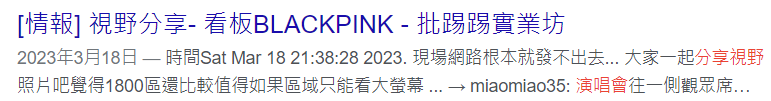 [情報] 視野分享- 看板BLACKPINK - 批踢踢實業坊
2023年3月18日 — 時間Sat Mar 18 21:38:28 2023. 現場網路根本就發不出去... 大家一起分享視野
照片吧覺得1800區還比較值得如果區域只能看大螢幕 ... → miaomiao35: 演唱會往一側觀眾席…